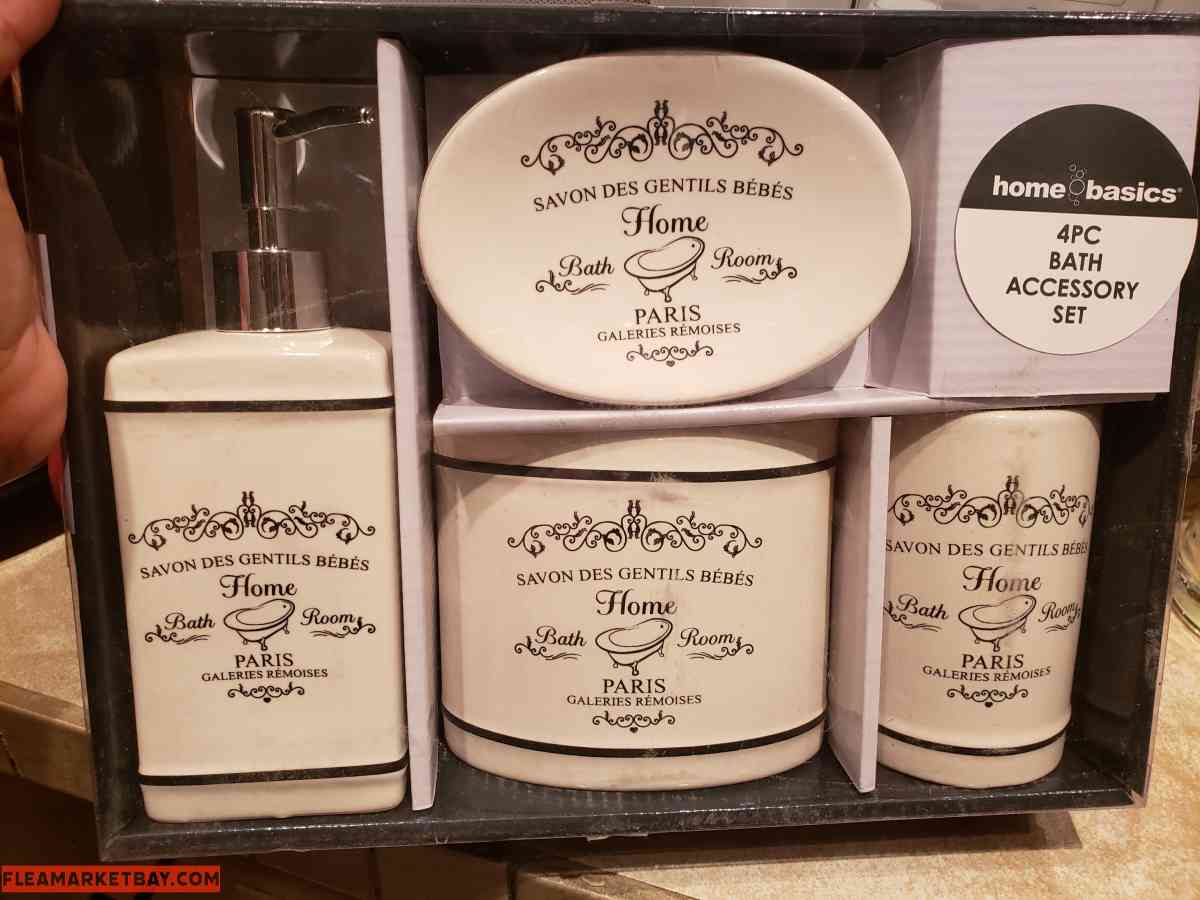 SAVON DES GENTILS BÉBÉS
Home
Bath Room
PARIS
GALERIES RÉMOISES
home basics®
4PC
BATH
ACCESSORY
SET
SAVON DES GENTILS BÉBÉS
Home
Bath Room
PARIS
GALERIES RÉMOISES
SAVON DES GENTILS BÉBÉS
Home
Bath Room
PARIS
GALERIES RÉMOISES
SAVON DES GENTILS BÉBÉS
Home
Bath Room
PARIS
GALERIES RÉMOISES
FLEAMARKETBAY.COM